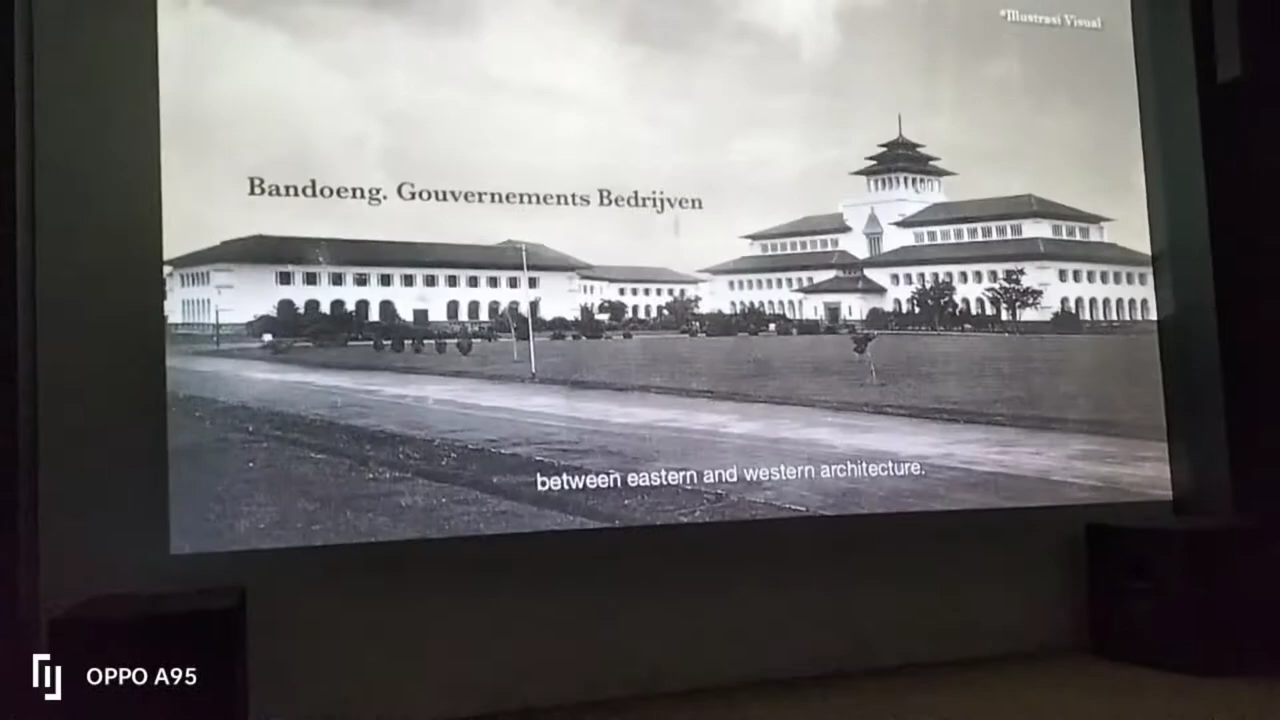 *Illustrasi Visual
Bandoeng. Gouvernements Bedrijven
between eastern and western architecture.
OPPO A95